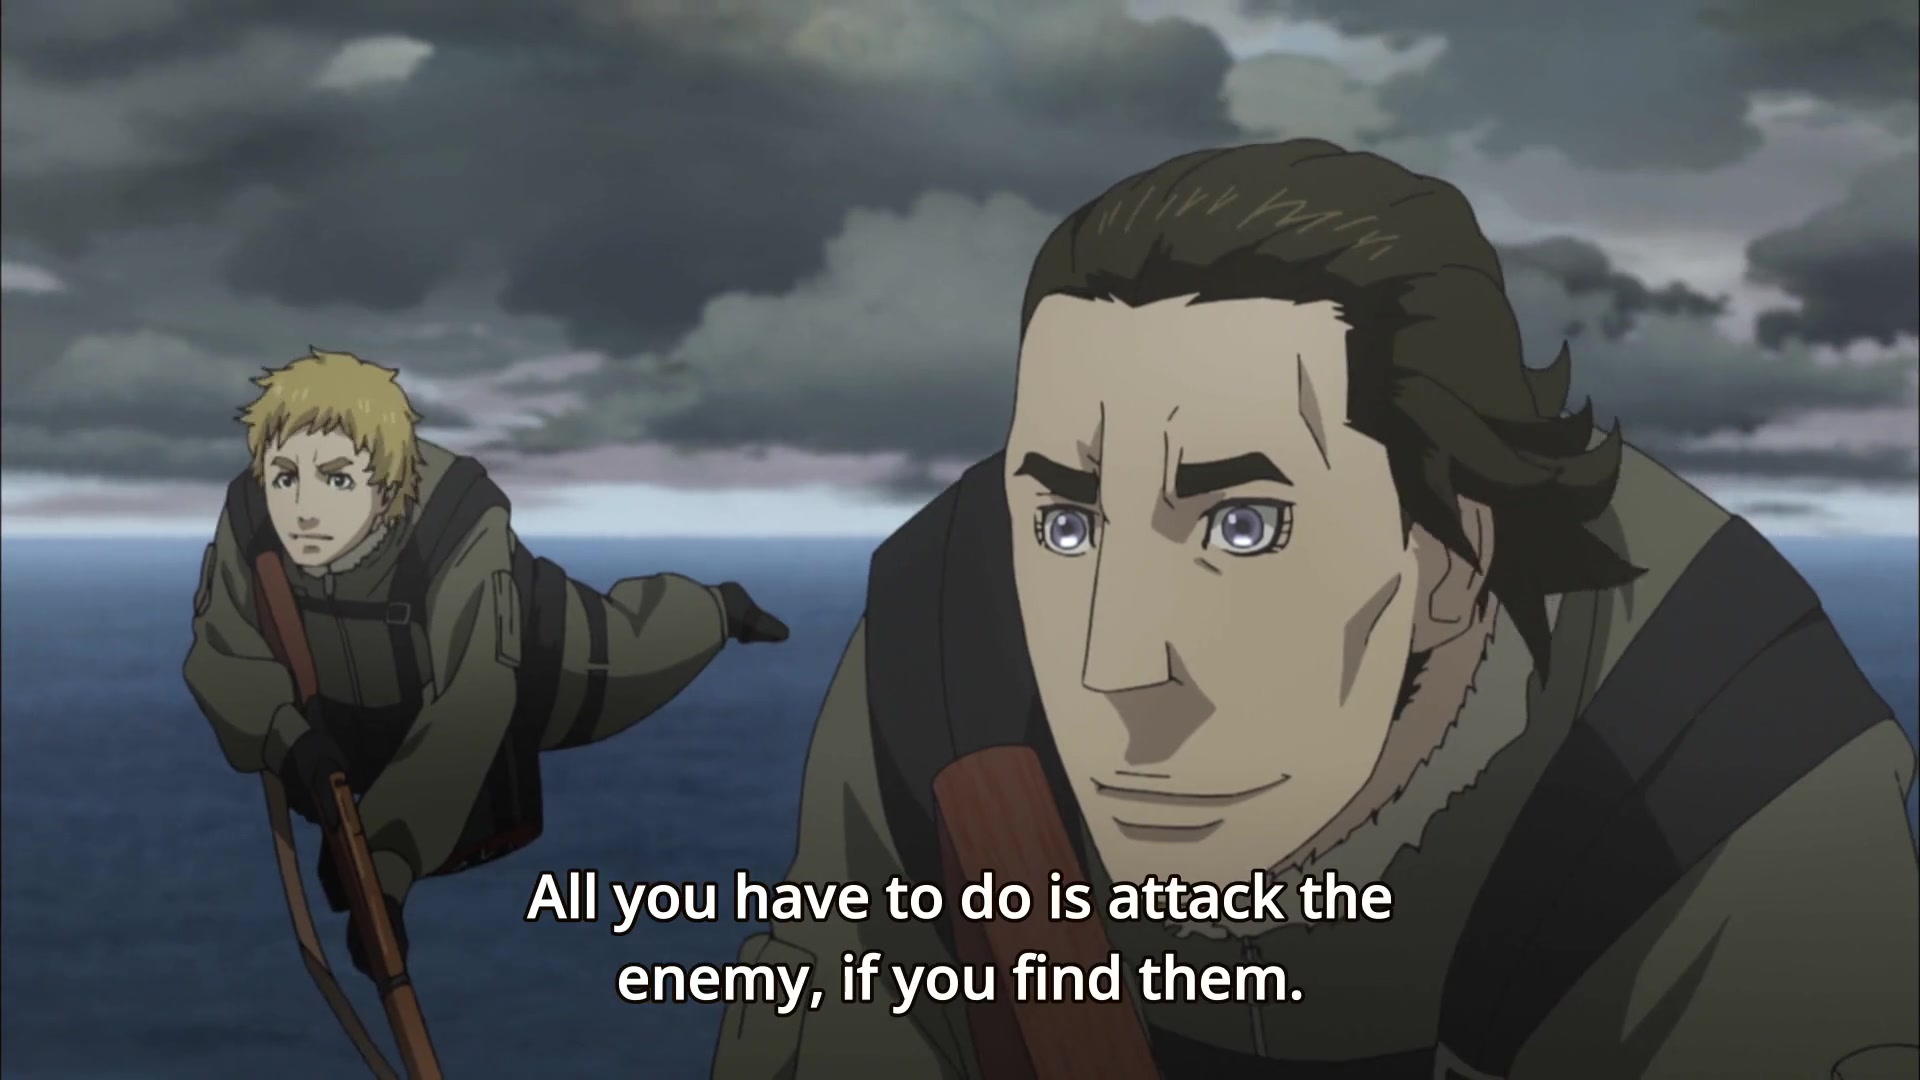 All you have to do is attack the
enemy, if you find them.